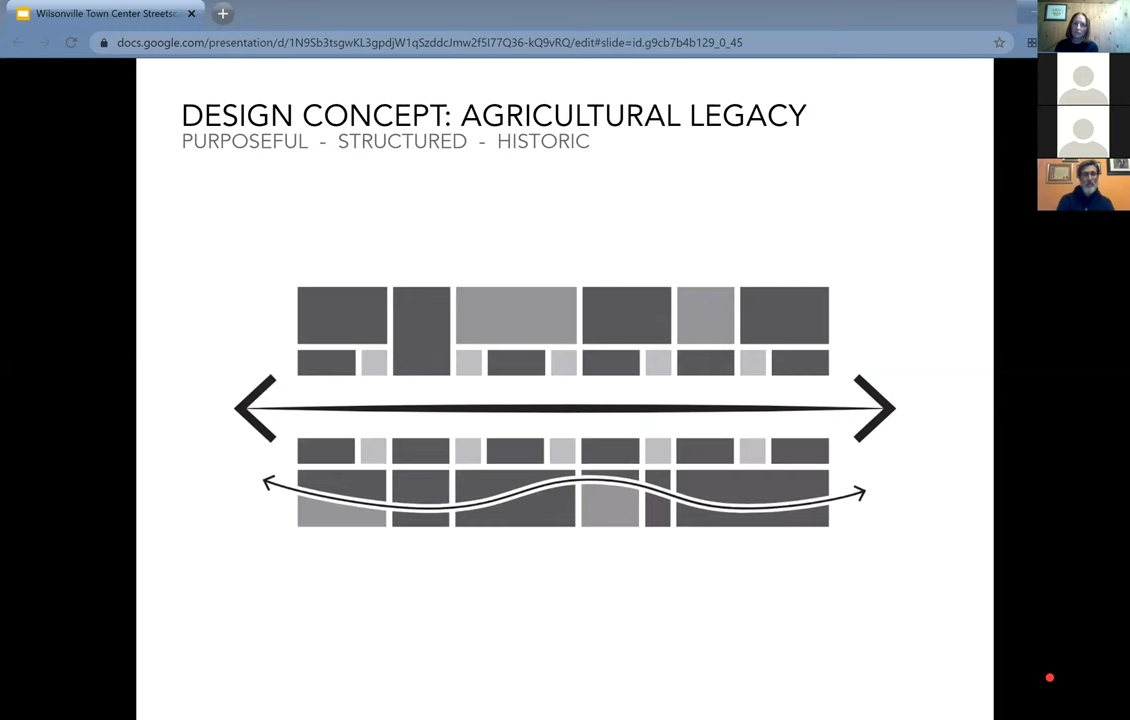 Wilsonville Town Center Streetsc
docs.google.com/presentation/d/1N9Sb3tsgwKL3gpdjW1qSzddcJmw2f5I77Q36-kQ9vRQ/edit#slide=id.g9cb7b4b129_0_45
DESIGN CONCEPT: AGRICULTURAL LEGACY
PURPOSEFUL - STRUCTURED - HISTORIC